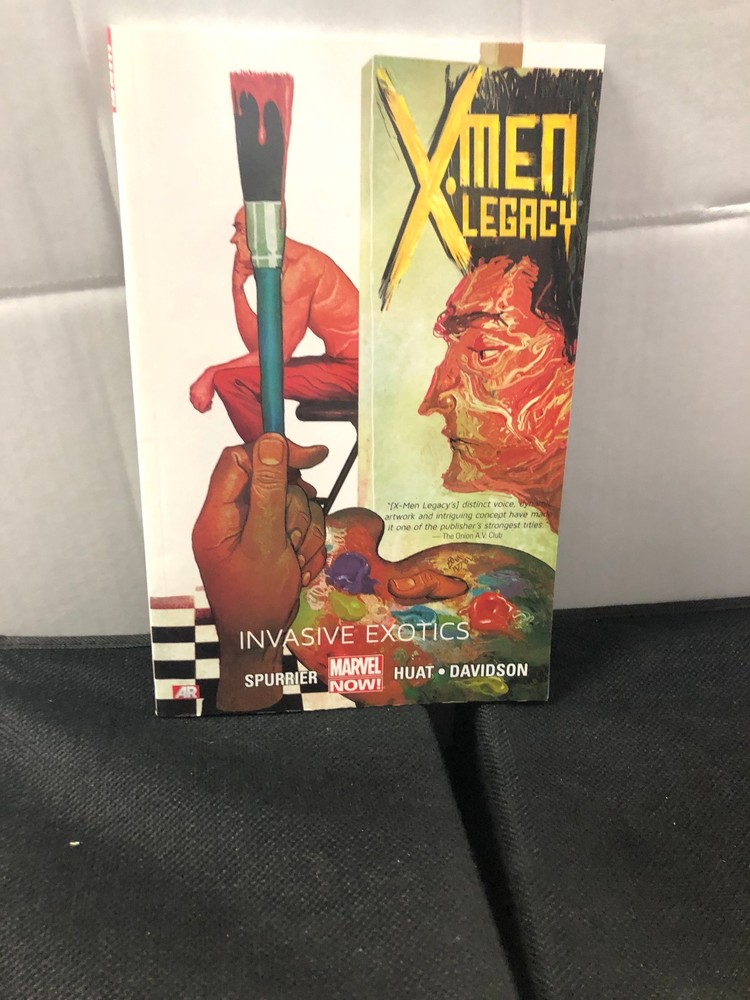 X-MEN
LEGACY
"[X-Men Legacy's] distinct voice, dynamic
artwork and intriguing concept have made
it one of the publisher's strongest titles."
— The Onion A.V. Club
INVASIVE EXOTICS
SPURRIER MARVEL NOW! HUAT • DAVIDSON
AR